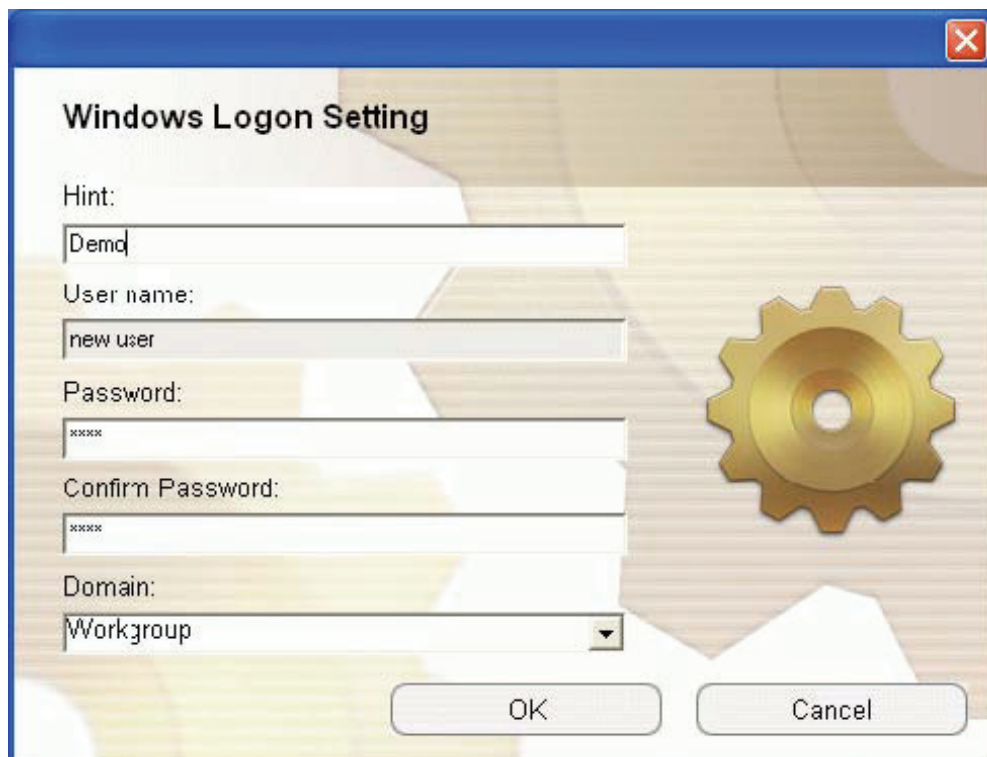 Windows Logon Setting
Hint:
Demo
User name:
new user
Password:
****
Confirm Password:
****
Domain:
Workgroup
OK Cancel